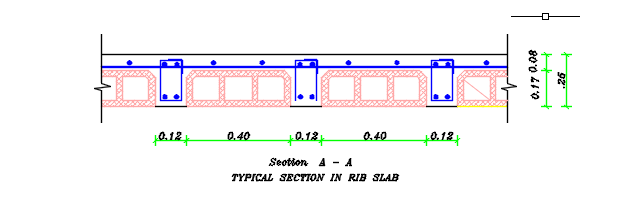 0.08
0.17
.25
0.12 0.40 0.12 0.40 0.12
Section A - A
TYPICAL SECTION IN RIB SLAB